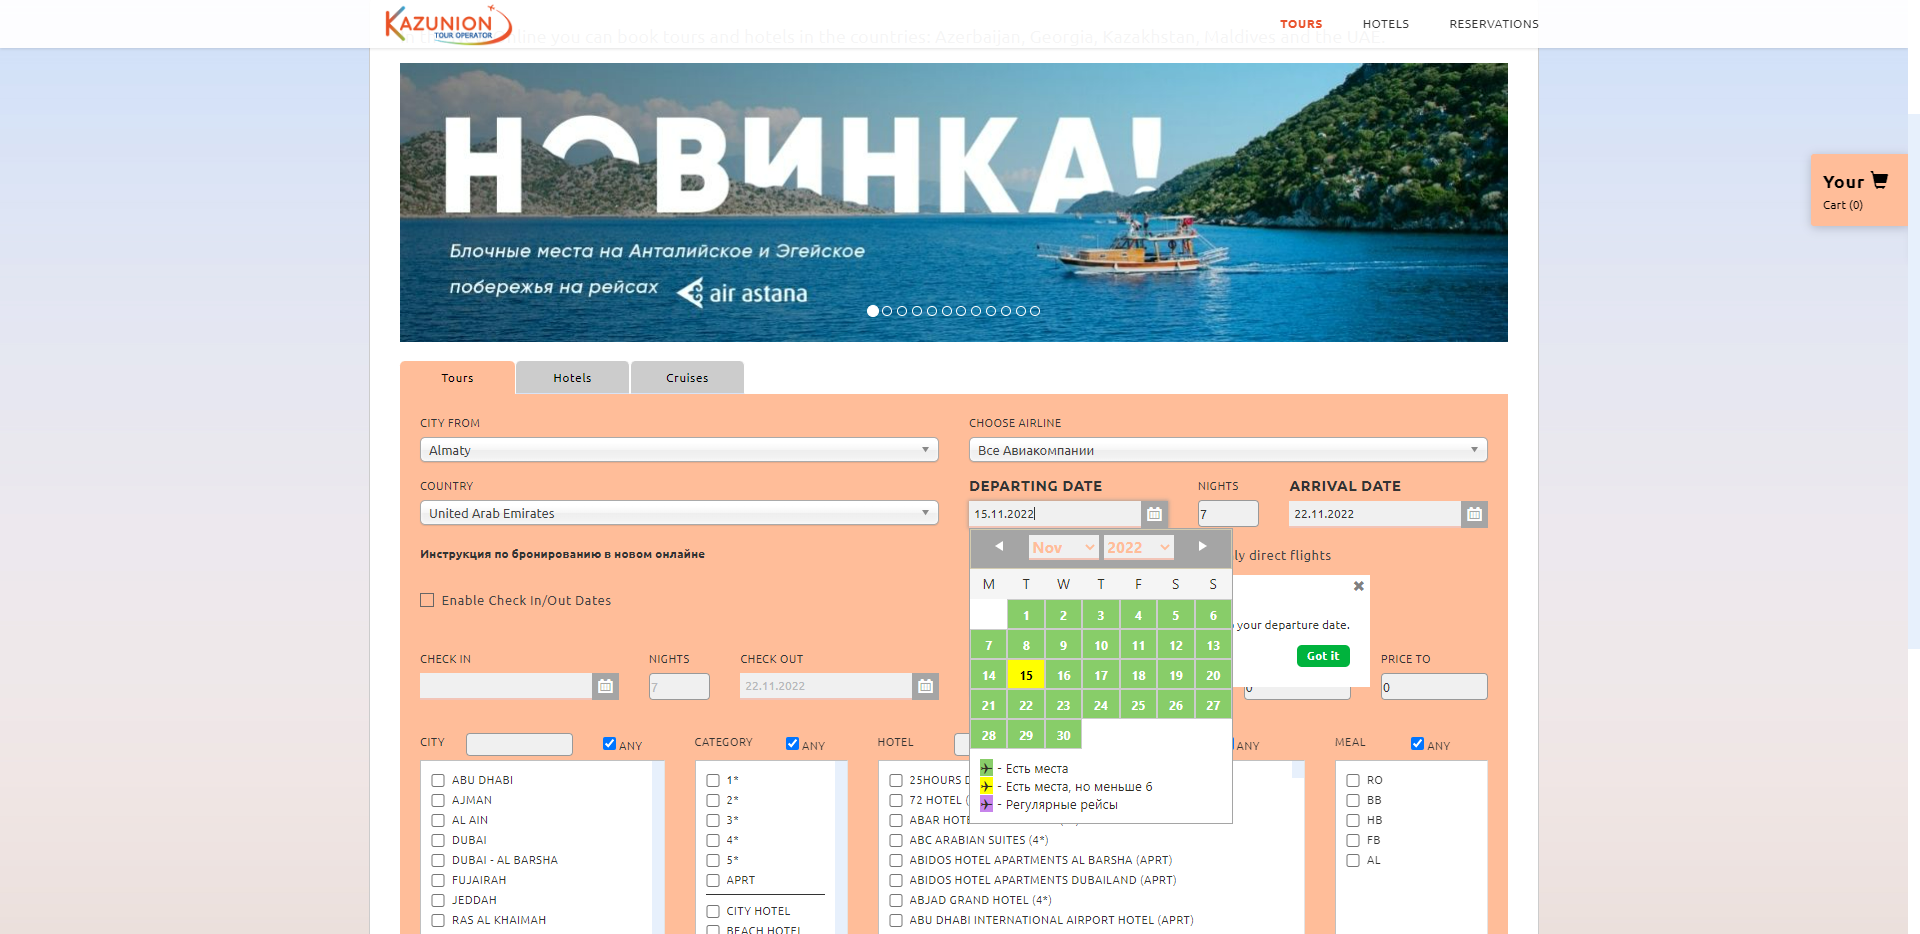 KAZUNION
TOUR OPERATOR
TOURS
HOTELS
RESERVATIONS
line you can book tours and hotels in the countries: Azerbaijan, Georgia, Kazakhstan, Maldives and the UAE.
НОВИНКА!
Блочные места на Анталийское и Эгейское
побережья на рейсах air astana
Your
Cart (0)
Tours
Hotels
Cruises
CITY FROM
CHOOSE AIRLINE
Almaty
Все Авиакомпании
COUNTRY
DEPARTING DATE
NIGHTS
ARRIVAL DATE
United Arab Emirates
15.11.2022
7
22.11.2022
Инструкция по бронированию в новом онлайне
Nov
2022
ly direct flights
M T W T F S S
Enable Check In/Out Dates
1 2 3 4 5 6
your departure date.
7 8 9 10 11 12 13
Got it
CHECK IN
NIGHTS
CHECK OUT
14 15 16 17 18 19 20
PRICE TO
7
22.11.2022
0
0
21 22 23 24 25 26 27
28 29 30
CITY
ANY
CATEGORY
ANY
HOTEL
ANY
MEAL
ANY
- Есть места
- Есть места, но меньше 6
- Регулярные рейсы
ABU DHABI
AJMAN
AL AIN
DUBAI
DUBAI - AL BARSHA
FUJAIRAH
JEDDAH
RAS AL KHAIMAH
1*
2*
3*
4*
5*
APRT
CITY HOTEL
BEACH HOTEL
25HOURS
72 HOTEL
ABAR
ABC ARABIAN SUITES (4*)
ABIDOS HOTEL APARTMENTS AL BARSHA (APRT)
ABIDOS HOTEL APARTMENTS DUBAILAND (APRT)
ABJAD GRAND HOTEL (4*)
ABU DHABI INTERNATIONAL AIRPORT HOTEL (APRT)
RO
BB
HB
FB
AL